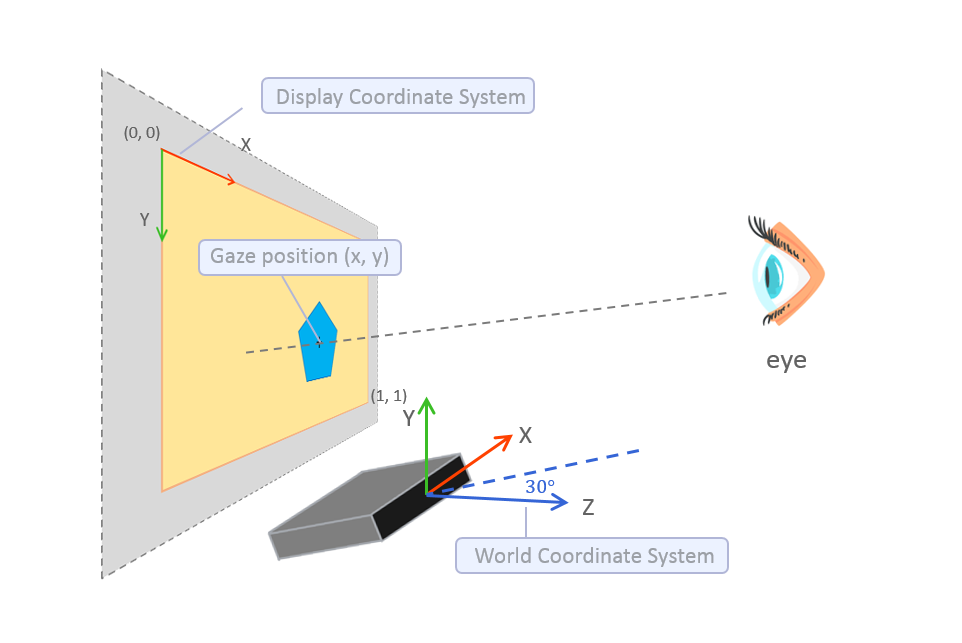 Display Coordinate System
(0, 0)
X
Y
Gaze position (x, y)
eye
(1, 1)
Y
X
30°
Z
World Coordinate System